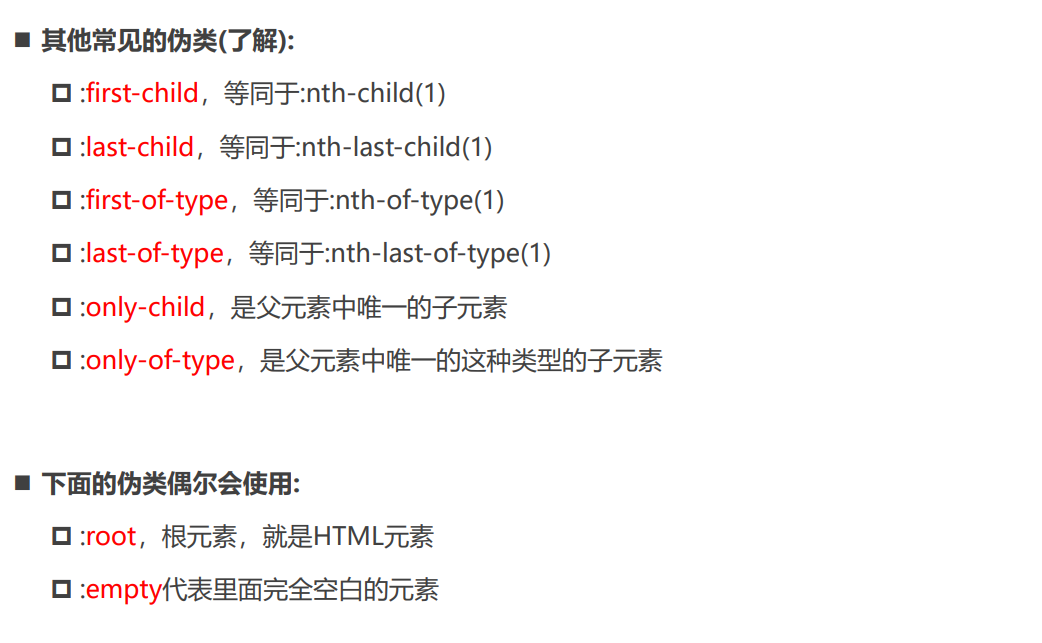 ■ 其他常见的伪类(了解):
:first-child，等同于:nth-child(1)
:last-child，等同于:nth-last-child(1)
:first-of-type，等同于:nth-of-type(1)
:last-of-type，等同于:nth-last-of-type(1)
:only-child，是父元素中唯一的子元素
:only-of-type，是父元素中唯一的这种类型的子元素
■ 下面的伪类偶尔会使用:
:root，根元素，就是HTML元素
:empty代表里面完全空白的元素